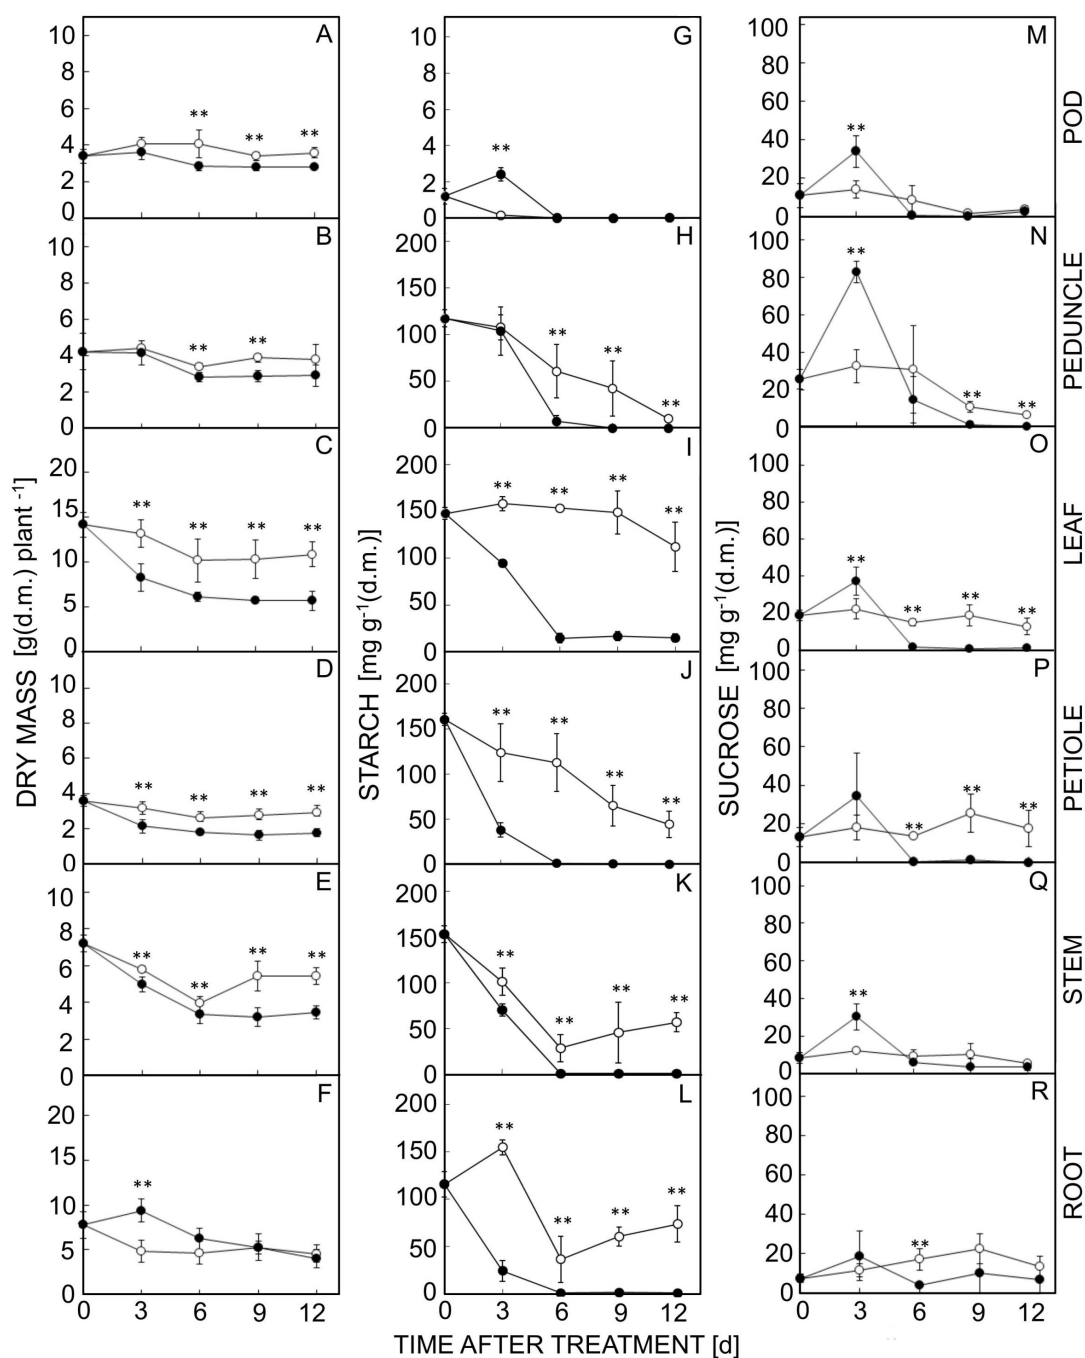 DRY MASS [g(d.m.) plant -1]
A
10
8
6
4
2
0
** ** **
B
10
8
6
4
2
0
** **
C
20
15
10
5
0
** ** ** **
D
10
8
6
4
2
0
** ** ** **
E
10
8
6
4
2
0
** ** ** **
F
20
15
10
5
0
**
0 3 6 9 12
STARCH [mg g-1(d.m.)]
G
10
8
6
4
2
0
**
H
200
150
100
50
0
** ** **
I
200
150
100
50
0
** ** ** **
J
200
150
100
50
0
** ** ** **
K
200
150
100
50
0
** ** ** **
L
200
150
100
50
0
** ** ** **
0 3 6 9 12
SUCROSE [mg g-1(d.m.)]
M
100
80
60
40
20
0
**
POD
N
100
80
60
40
20
0
** ** **
PEDUNCLE
O
100
80
60
40
20
0
** ** ** **
LEAF
P
100
80
60
40
20
0
** ** **
PETIOLE
Q
100
80
60
40
20
0
**
STEM
R
100
80
60
40
20
0
**
ROOT
0 3 6 9 12
TIME AFTER TREATMENT [d]